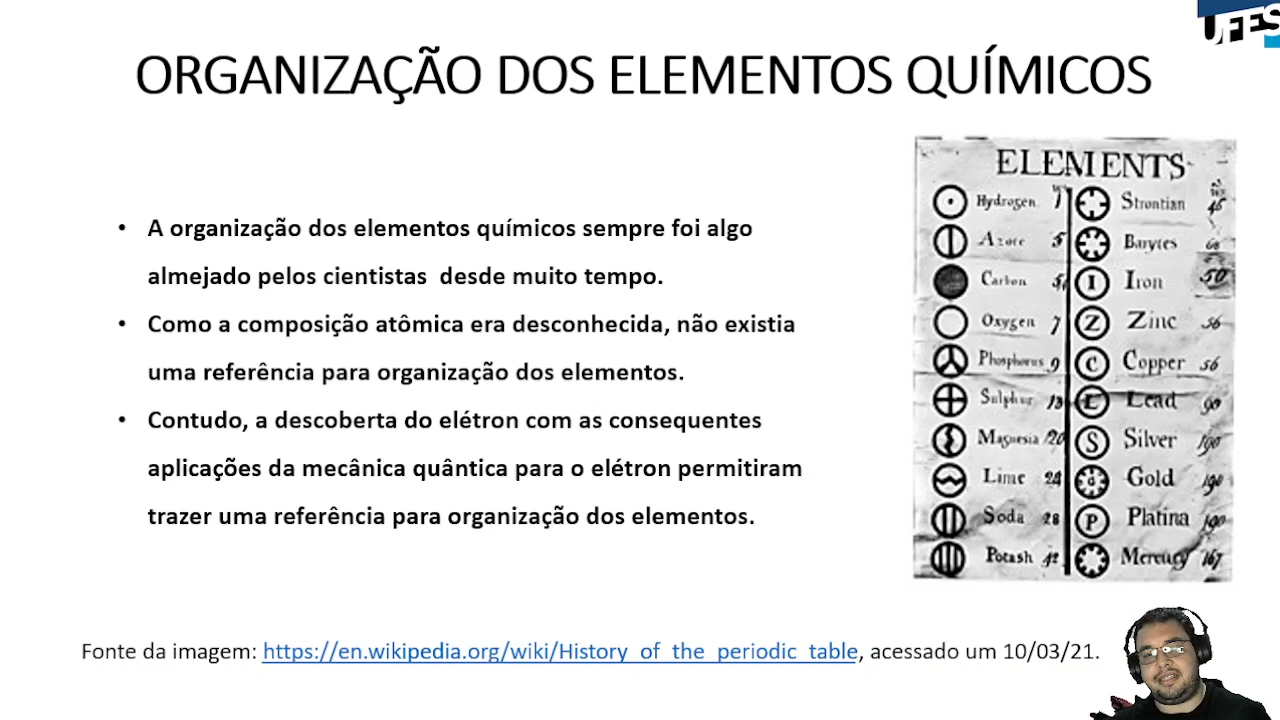 UFES
ORGANIZAÇÃO DOS ELEMENTOS QUÍMICOS
• A organização dos elementos químicos sempre foi algo
almejado pelos cientistas desde muito tempo.
• Como a composição atômica era desconhecida, não existia
uma referência para organização dos elementos.
• Contudo, a descoberta do elétron com as consequentes
aplicações da mecânica quântica para o elétron permitiram
trazer uma referência para organização dos elementos.
ELEMENTS
Hydrogen 1
Azote 5
Carbon 5
Oxygen 7
Phosphorus 9
Sulphur 13
Magnesia 20
Lime 24
Soda 28
Potash 42
Strontian 46
Barytes 68
I Iron 50
Z Zinc 56
C Copper 56
L Lead 90
S Silver 190
Gold 190
P Platina 190
Mercury 167
Fonte da imagem: https://en.wikipedia.org/wiki/History_of_the_periodic_table, acessado um 10/03/21.